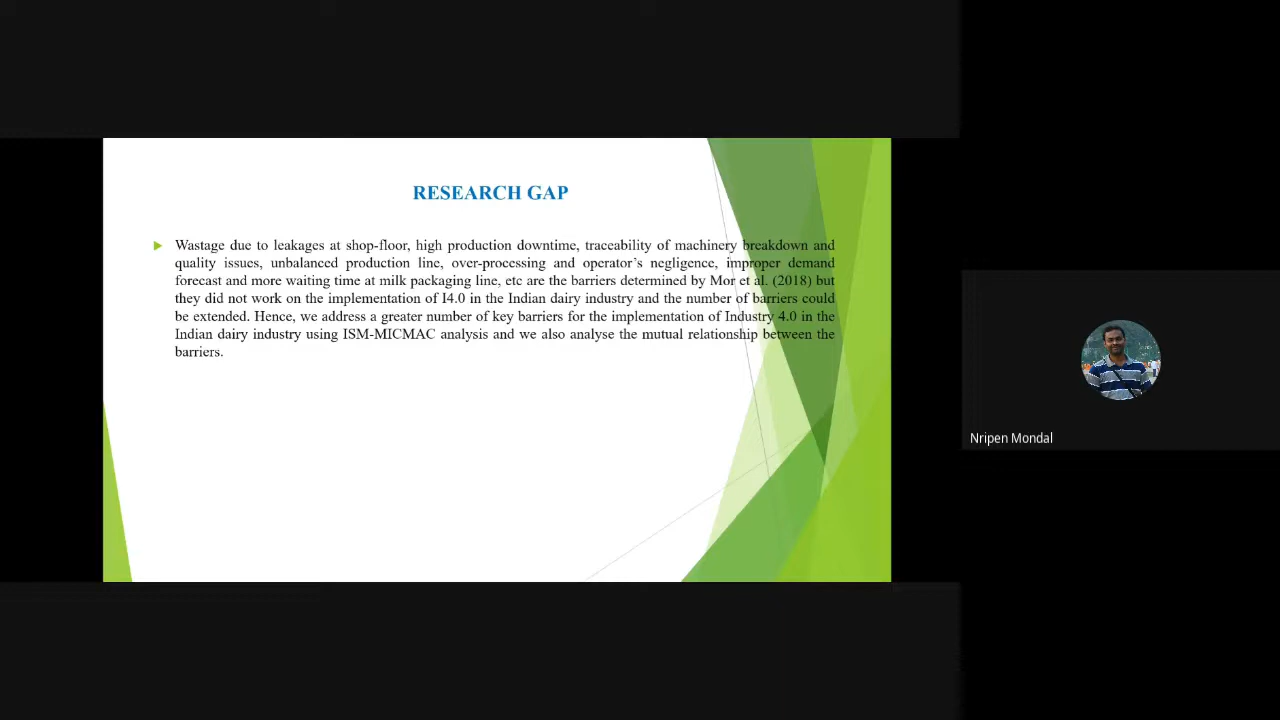 RESEARCH GAP
Wastage due to leakages at shop-floor, high production downtime, traceability of machinery breakdown and
quality issues, unbalanced production line, over-processing and operator's negligence, improper demand
forecast and more waiting time at milk packaging line, etc are the barriers determined by Mor et al. (2018) but
they did not work on the implementation of I4.0 in the Indian dairy industry and the number of barriers could
be extended. Hence, we address a greater number of key barriers for the implementation of Industry 4.0 in the
Indian dairy industry using ISM-MICMAC analysis and we also analyse the mutual relationship between the
barriers.
Nripen Mondal